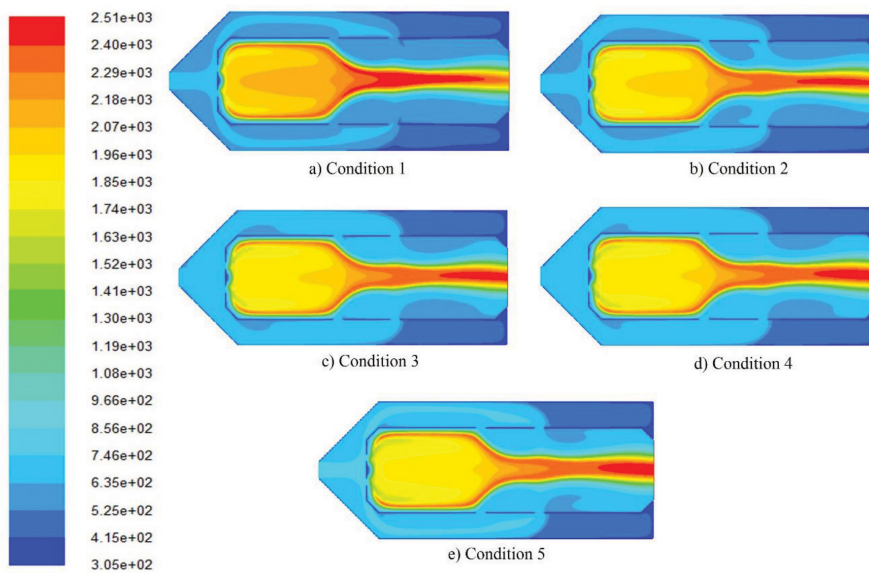 2.51e+03
2.40e+03
2.29e+03
2.18e+03
2.07e+03
1.96e+03
1.85e+03
1.74e+03
1.63e+03
1.52e+03
1.41e+03
1.30e+03
1.19e+03
1.08e+03
9.66e+02
8.56e+02
7.46e+02
6.35e+02
5.25e+02
4.15e+02
3.05e+02
a) Condition 1
b) Condition 2
c) Condition 3
d) Condition 4
e) Condition 5